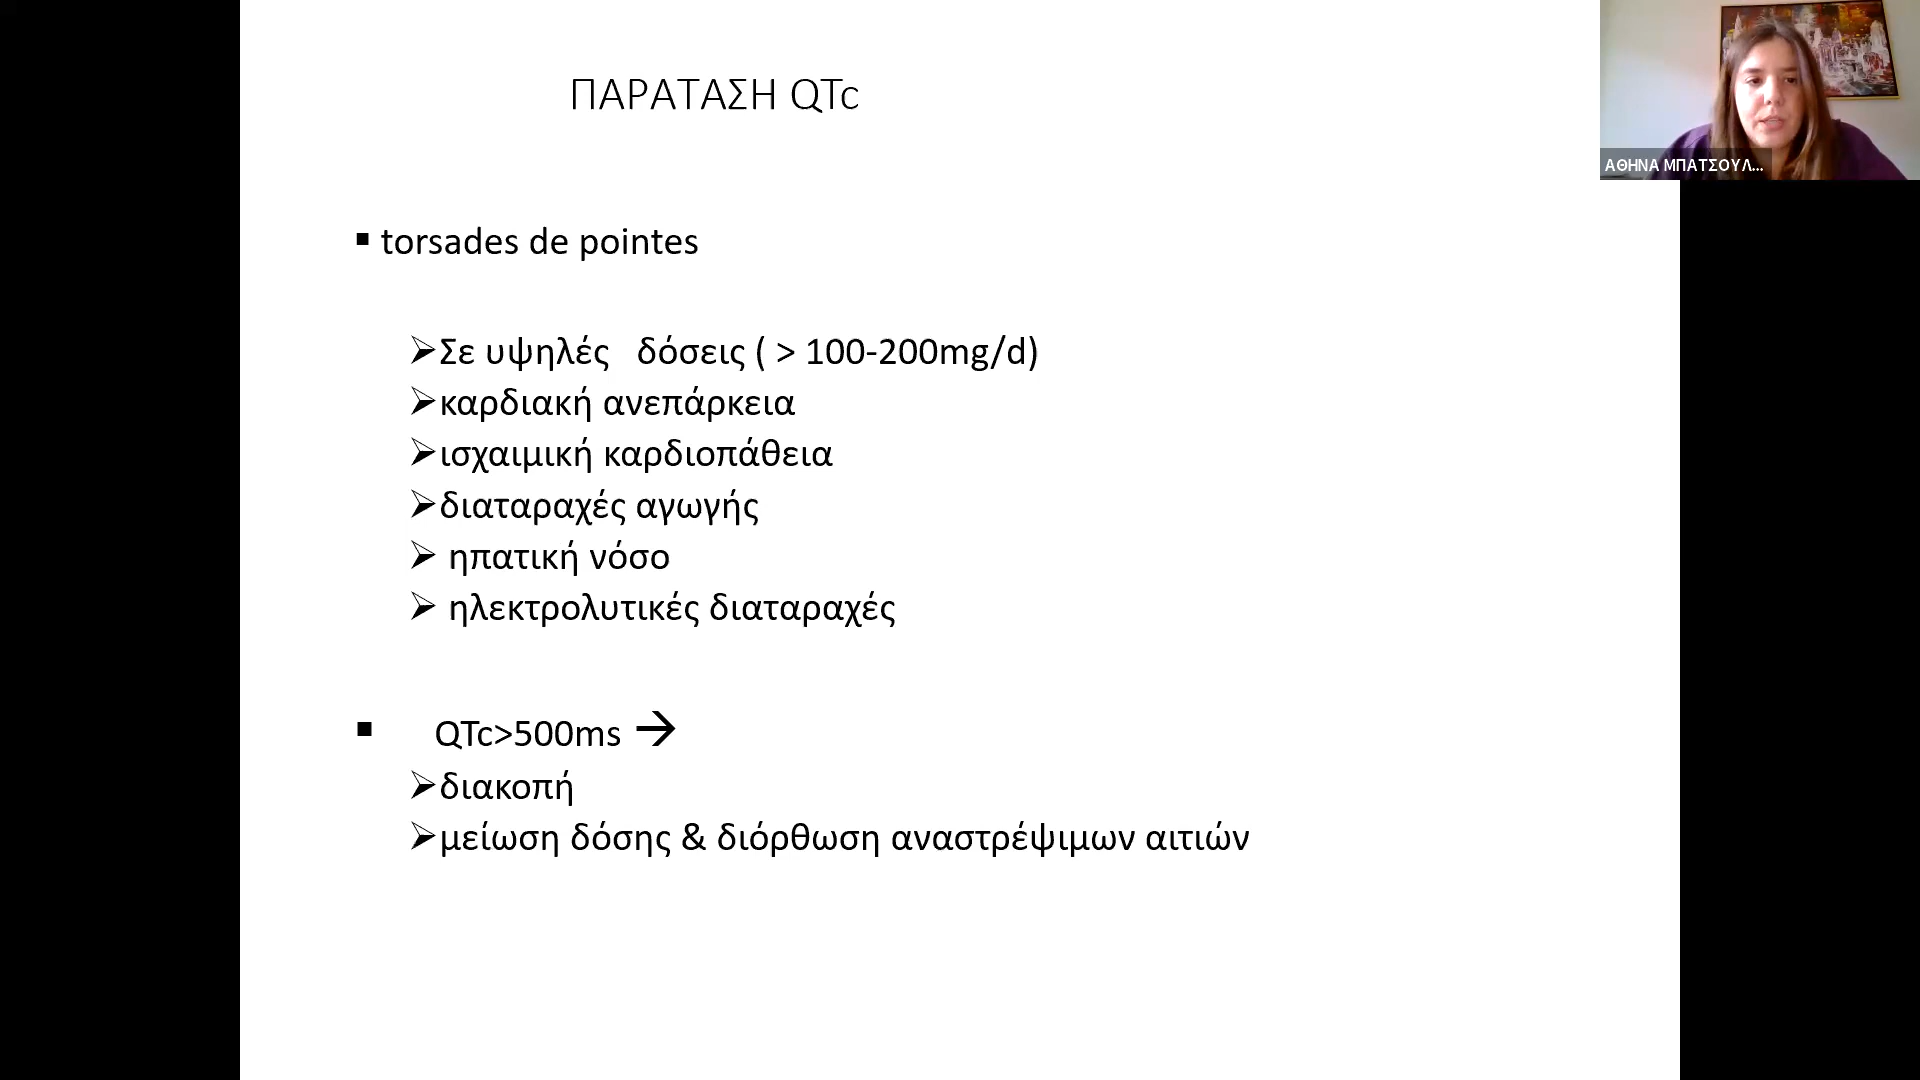 ΠΑΡΑΤΑΣΗ QTc
ΑΘΗΝΑ ΜΠΑΤΣΟΥΛ...
▪ torsades de pointes
➢Σε υψηλές δόσεις ( > 100-200mg/d)
➢καρδιακή ανεπάρκεια
➢ισχαιμική καρδιοπάθεια
➢διαταραχές αγωγής
➢ ηπατική νόσο
➢ ηλεκτρολυτικές διαταραχές
▪ QTc>500ms →
➢διακοπή
➢μείωση δόσης & διόρθωση αναστρέψιμων αιτιών